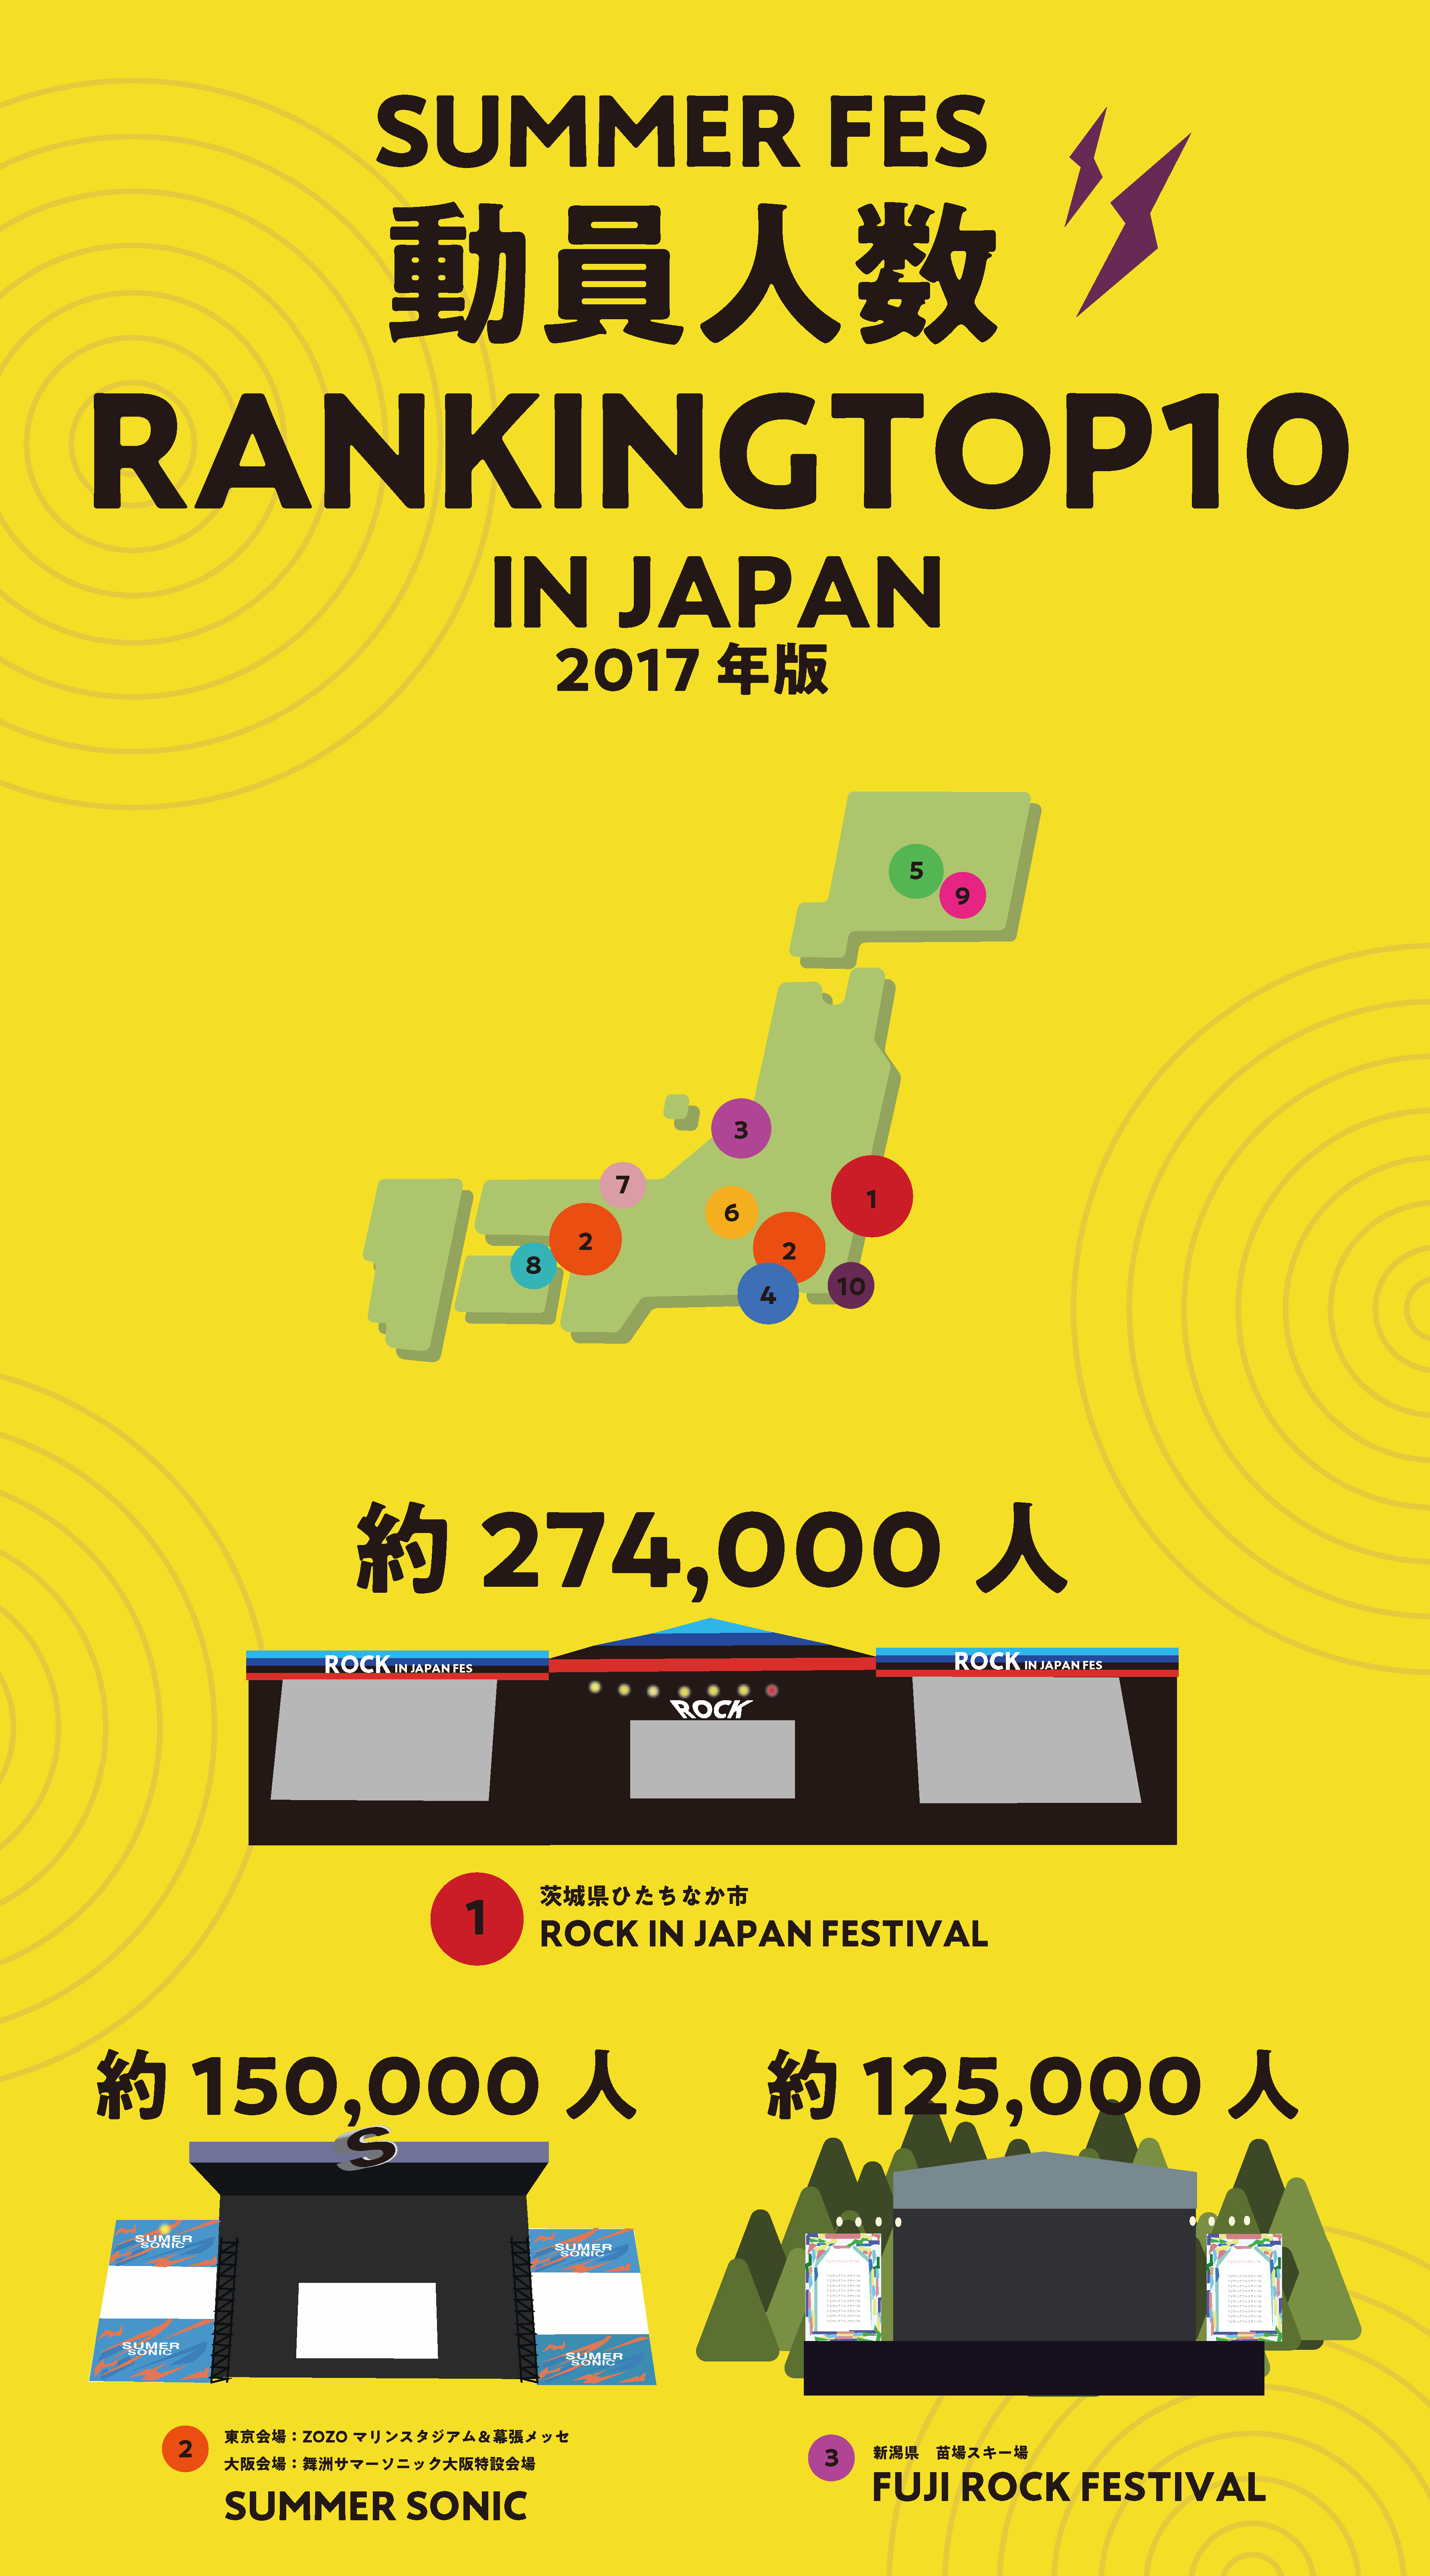 SUMMER FES
動員人数
RANKINGTOP10
IN JAPAN
2017 年版
5
9
3
7
1
6
2
2
8
4
10
約 274,000 人
ROCK IN JAPAN FES
ROCK IN JAPAN FES
ROCK
1
茨城県ひたちなか市
ROCK IN JAPAN FESTIVAL
約 150,000 人
約 125,000 人
S
SUMER
SONIC
SUMER
SONIC
SUMER
SONIC
SUMER
SONIC
2
東京会場：ZOZO マリンスタジアム＆幕張メッセ
大阪会場：舞洲サマーソニック大阪特設会場
SUMMER SONIC
3
新潟県　苗場スキー場
FUJI ROCK FESTIVAL